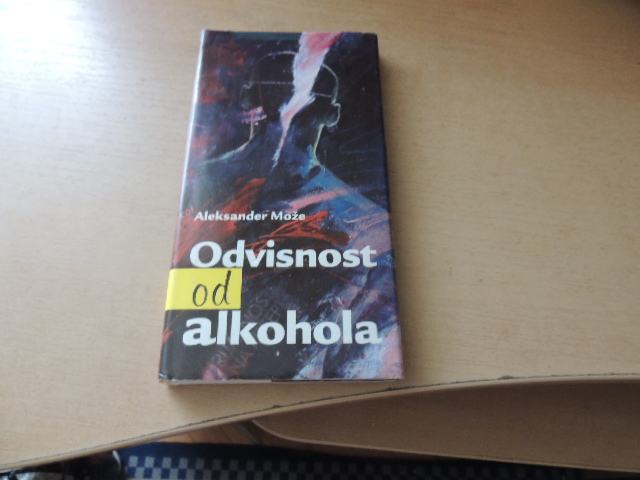 Aleksander Može
Odvisnost
od
alkohola